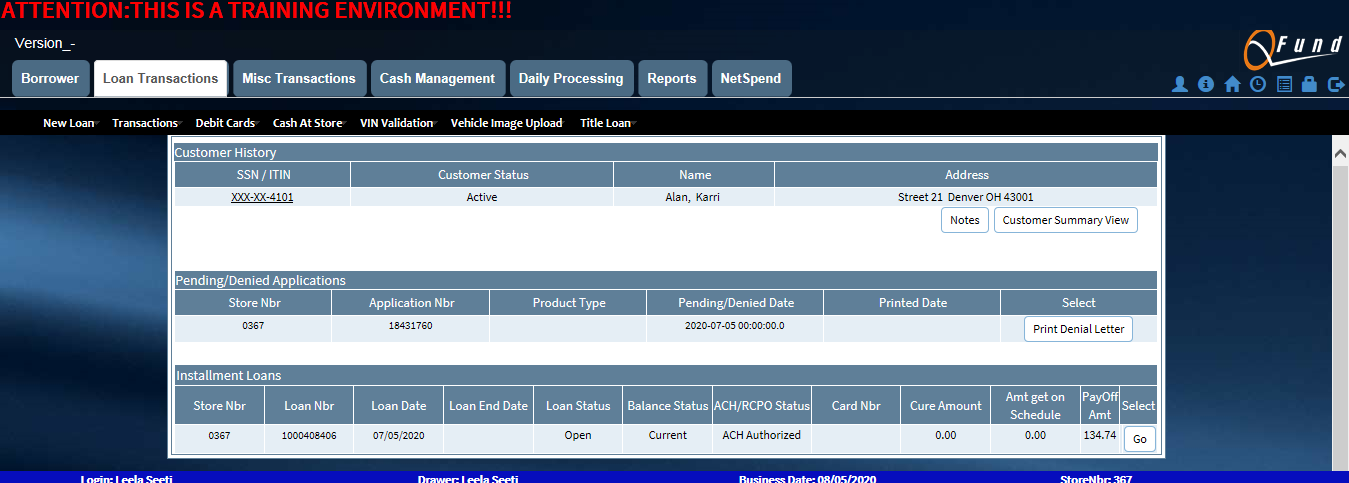 ATTENTION:THIS IS A TRAINING ENVIRONMENT!!!
Version_-
QFund
Borrower Loan Transactions Misc Transactions Cash Management Daily Processing Reports NetSpend
New Loan Transactions Debit Cards Cash At Store VIN Validation Vehicle Image Upload Title Loan
Customer History
SSN / ITIN Customer Status Name Address
XXX-XX-4101 Active Alan, Karri Street 21 Denver OH 43001
Notes Customer Summary View
Pending/Denied Applications
Store Nbr Application Nbr Product Type Pending/Denied Date Printed Date Select
0367 18431760 2020-07-05 00:00:00.0 Print Denial Letter
Installment Loans
Store Nbr Loan Nbr Loan Date Loan End Date Loan Status Balance Status ACH/RCPO Status Card Nbr Cure Amount Amt get on Schedule PayOff Amt Select
0367 1000408406 07/05/2020 Open Current ACH Authorized 0.00 0.00 134.74 Go
Login: Leela Seeti Drawer: Leela Seeti Business Date: 08/05/2020 StoreNbr: 367